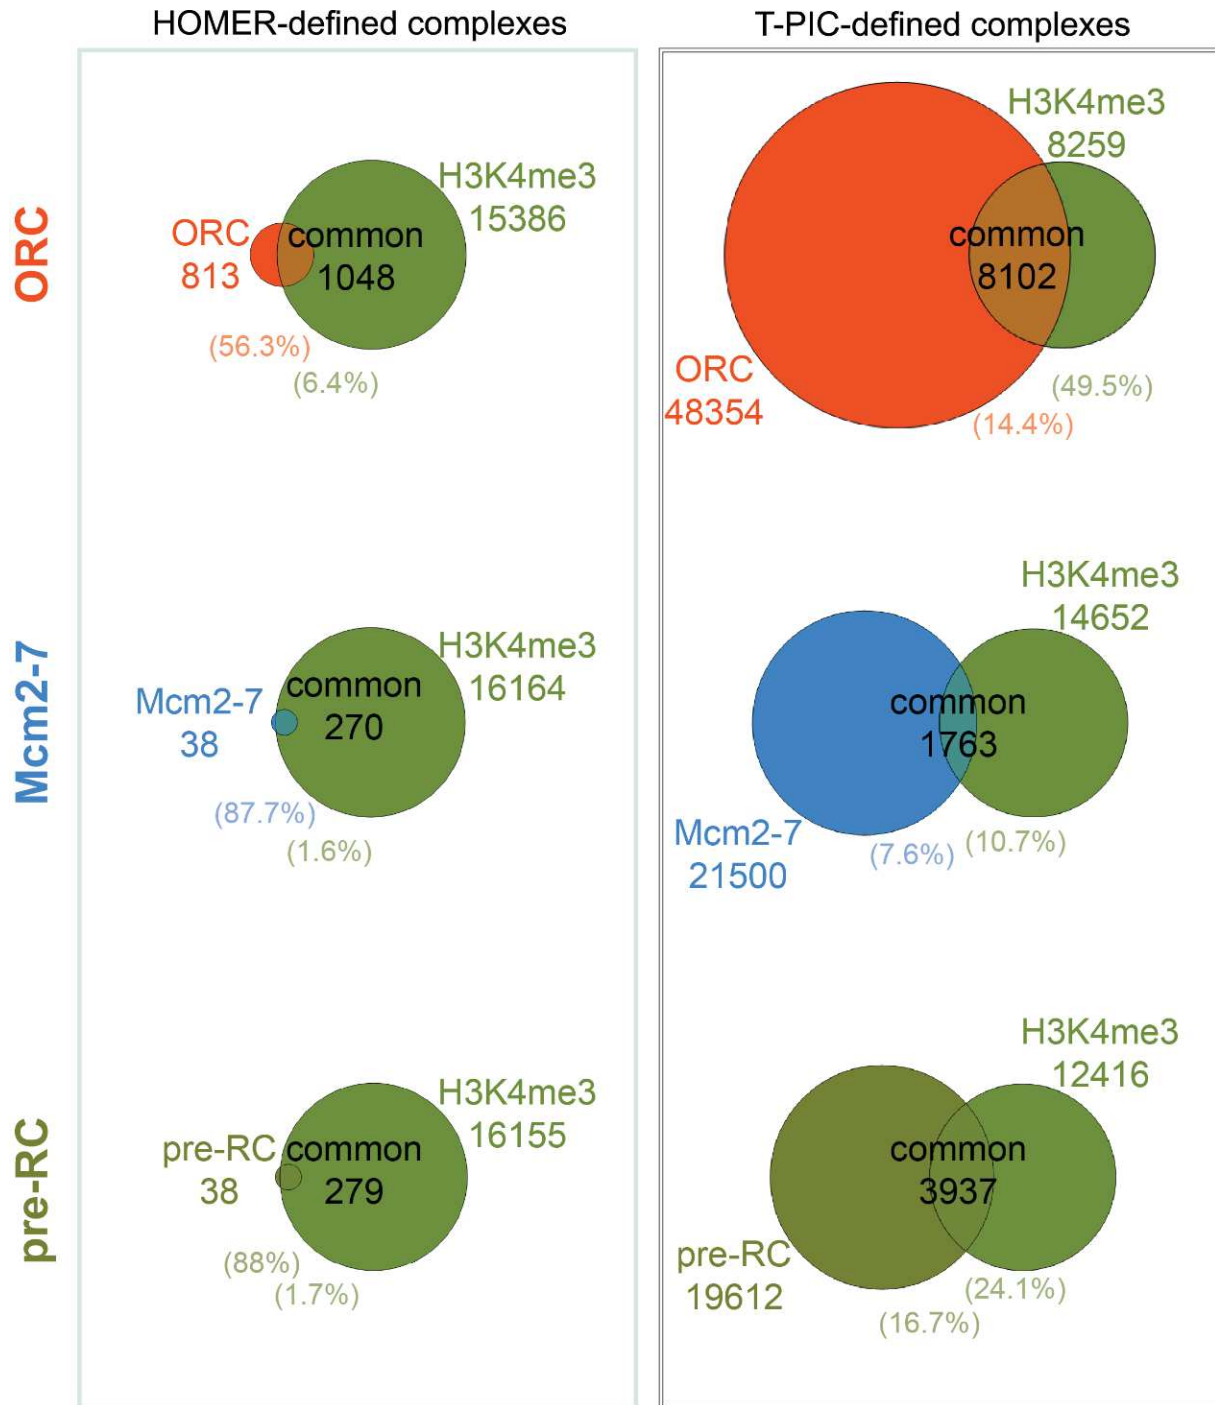 HOMER-defined complexes
T-PIC-defined complexes
ORC
ORC
813
common
1048
H3K4me3
15386
(56.3%)
(6.4%)
H3K4me3
8259
common
8102
ORC
48354
(49.5%)
(14.4%)
Mcm2-7
Mcm2-7
38
common
270
H3K4me3
16164
(87.7%)
(1.6%)
H3K4me3
14652
common
1763
Mcm2-7
21500
(7.6%)
(10.7%)
pre-RC
pre-RC
38
common
279
H3K4me3
16155
(88%)
(1.7%)
H3K4me3
12416
common
3937
pre-RC
19612
(24.1%)
(16.7%)